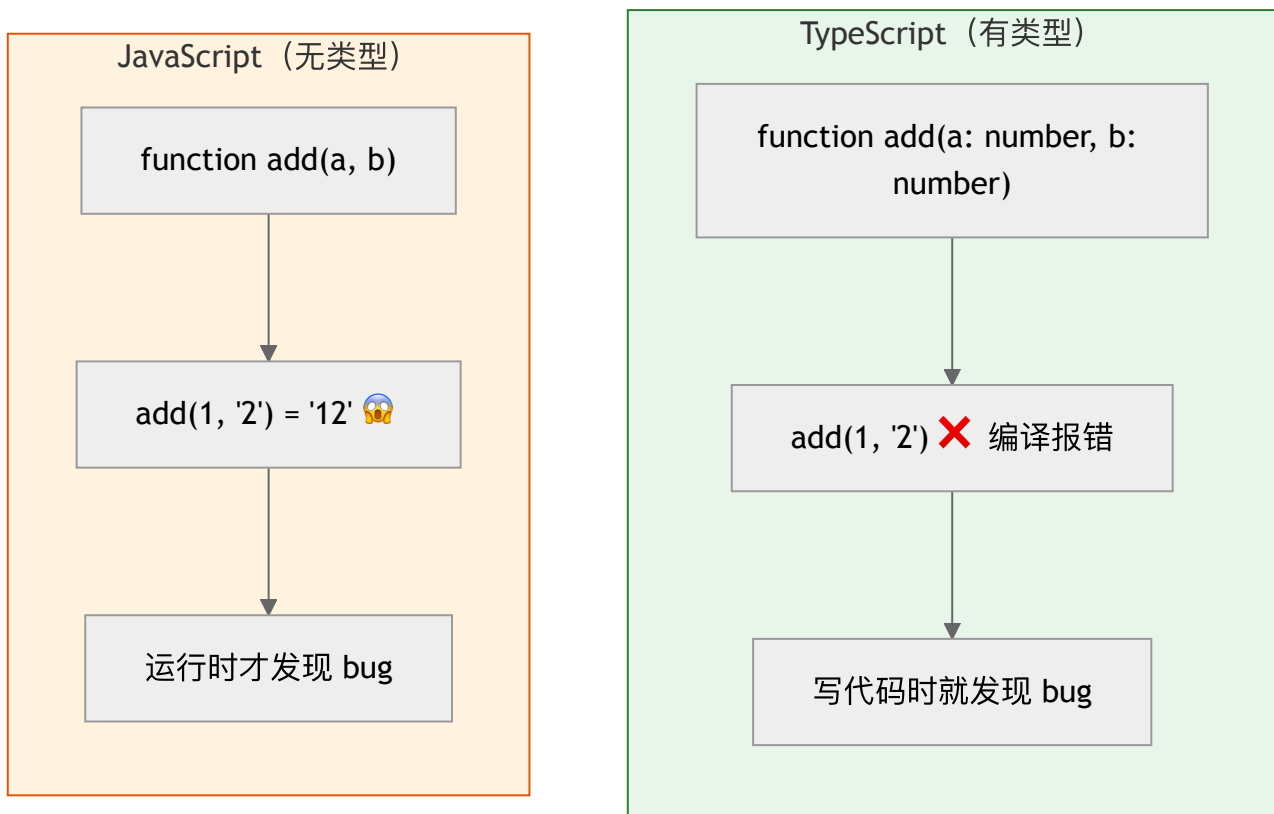 JavaScript（无类型）
function add(a, b)
add(1, '2') = '12' 😱
运行时才发现 bug
TypeScript（有类型）
function add(a: number, b:
number)
add(1, '2') ❌ 编译报错
写代码时就发现 bug